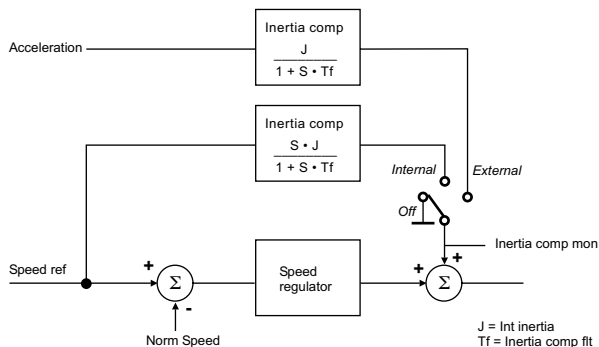 Inertia comp
J
1 + S • Tf
Acceleration
Inertia comp
S • J
1 + S • Tf
Internal
External
Off
Inertia comp mon
Speed ref
+
Σ
-
Norm Speed
Speed
regulator
+
+
Σ
J = Int inertia
Tf = Inertia comp flt